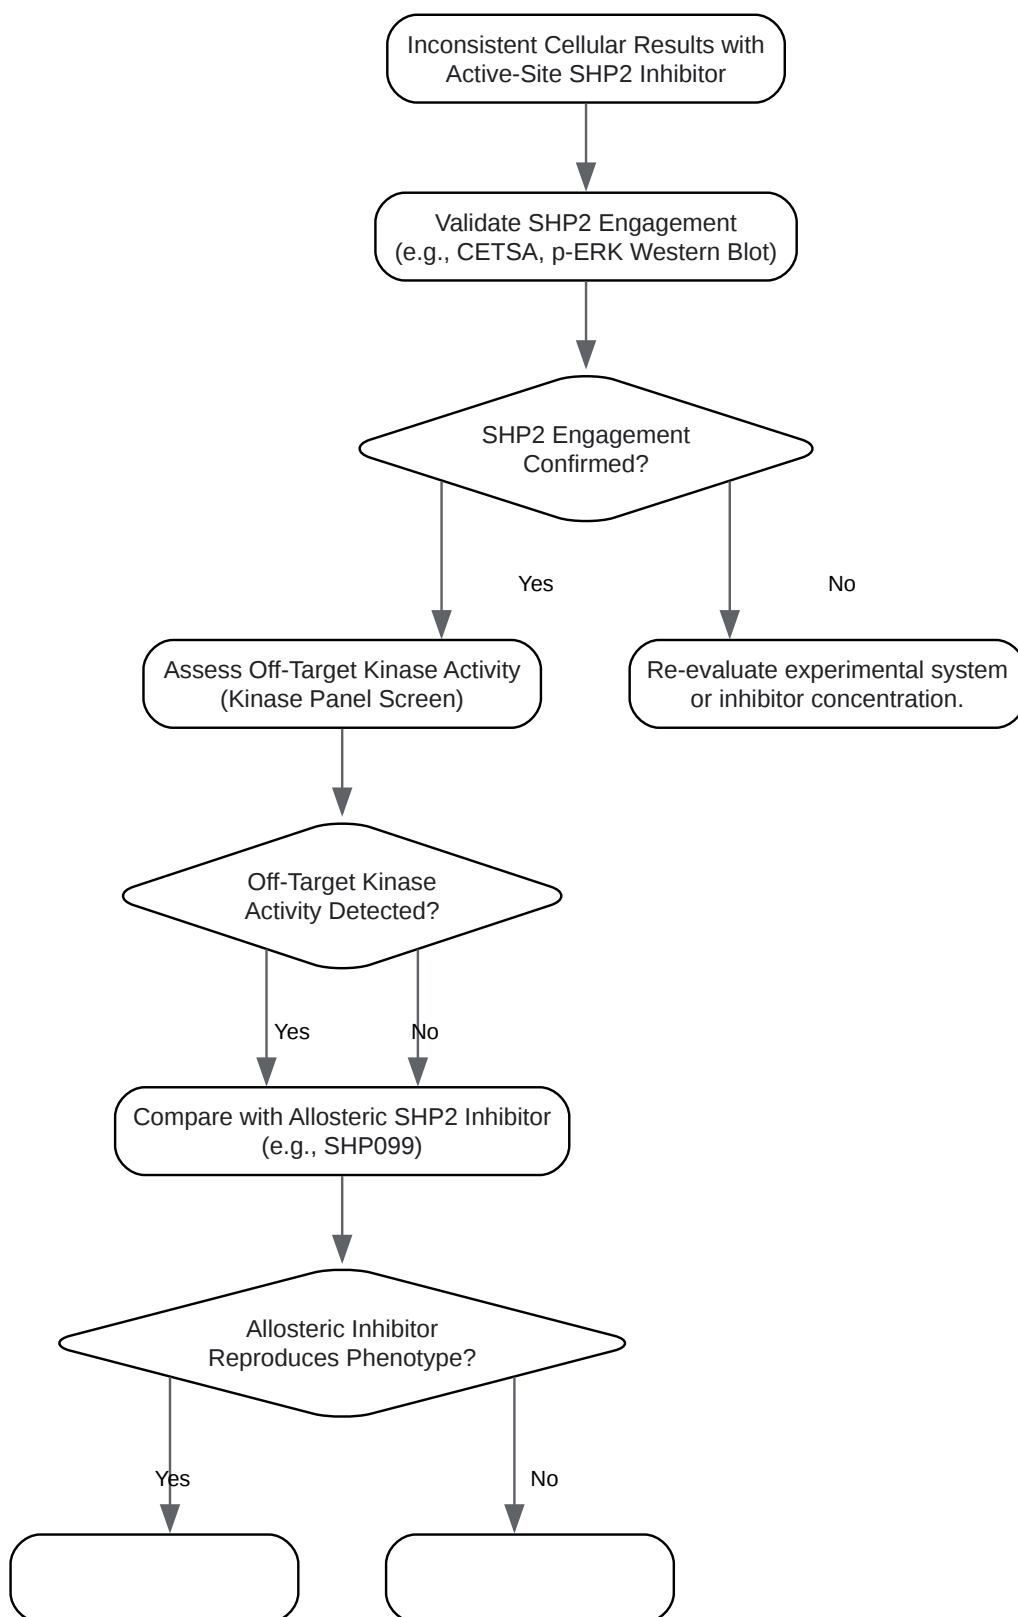 Inconsistent Cellular Results with
Active-Site SHP2 Inhibitor
Validate SHP2 Engagement
(e.g., CETSA, p-ERK Western Blot)
SHP2 Engagement
Confirmed?
Yes
No
Assess Off-Target Kinase Activity
(Kinase Panel Screen)
Re-evaluate experimental system
or inhibitor concentration.
Off-Target Kinase
Activity Detected?
Yes
No
Compare with Allosteric SHP2 Inhibitor
(e.g., SHP099)
Allosteric Inhibitor
Reproduces Phenotype?
Yes
No